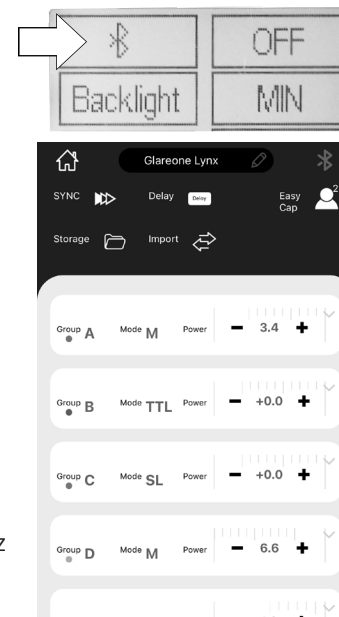 OFF
Backlight MIN
Glareone Lynx
SYNC Delay Delay Easy Cap 2
Storage Import
Group A Mode M Power - 3.4 +
Group B Mode TTL Power - +0.0 +
Group C Mode SL Power - +0.0 +
z
Group D Mode M Power - 6.6 +